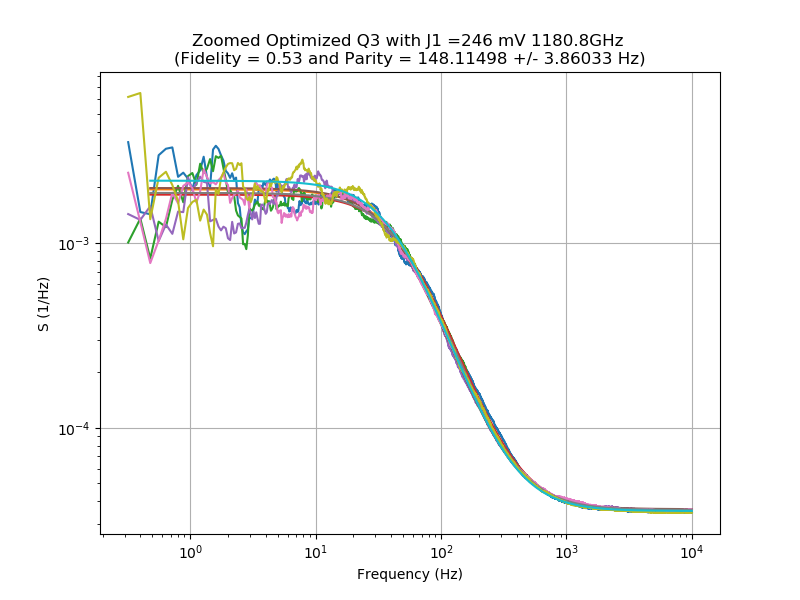 Zoomed Optimized Q3 with J1 =246 mV 1180.8GHz
(Fidelity = 0.53 and Parity = 148.11498 +/- 3.86033 Hz)
S (1/Hz)
10⁻³
10⁻⁴
10⁰ 10¹ 10² 10³ 10⁴
Frequency (Hz)